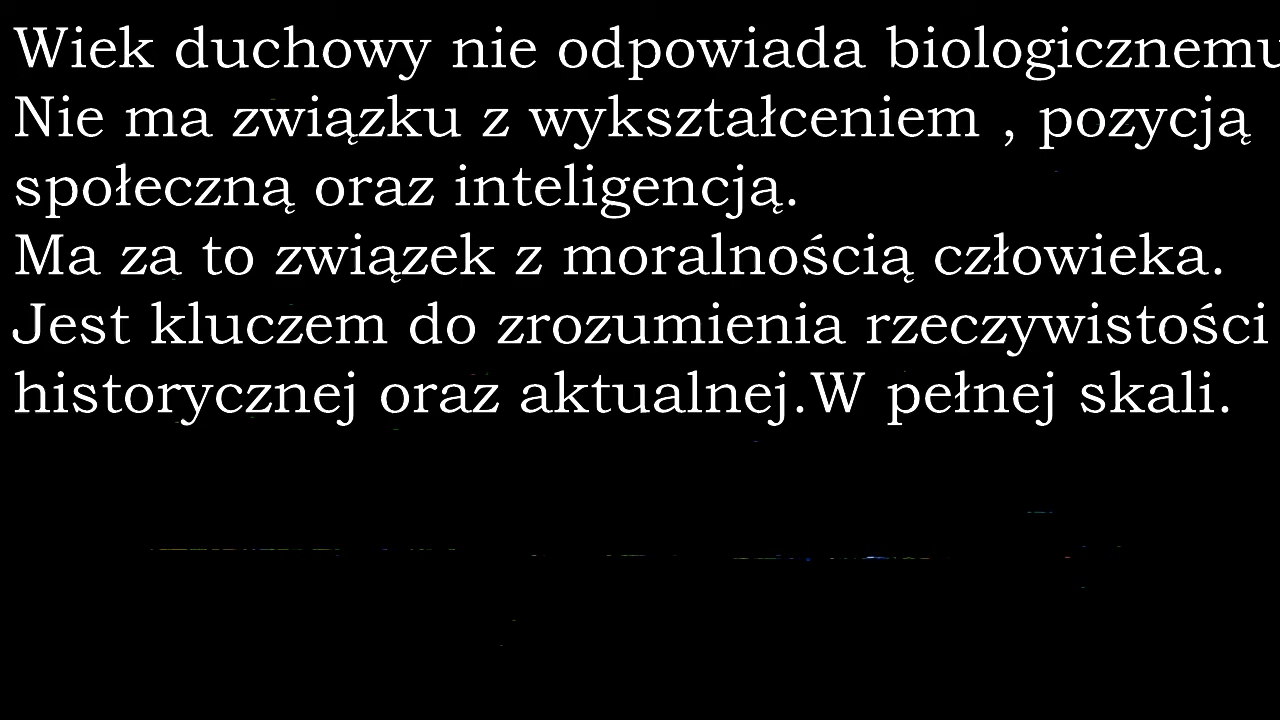 Wiek duchowy nie odpowiada biologicznemu
Nie ma związku z wykształceniem , pozycją
społeczną oraz inteligencją.
Ma za to związek z moralnością człowieka.
Jest kluczem do zrozumienia rzeczywistości
historycznej oraz aktualnej.W pełnej skali.